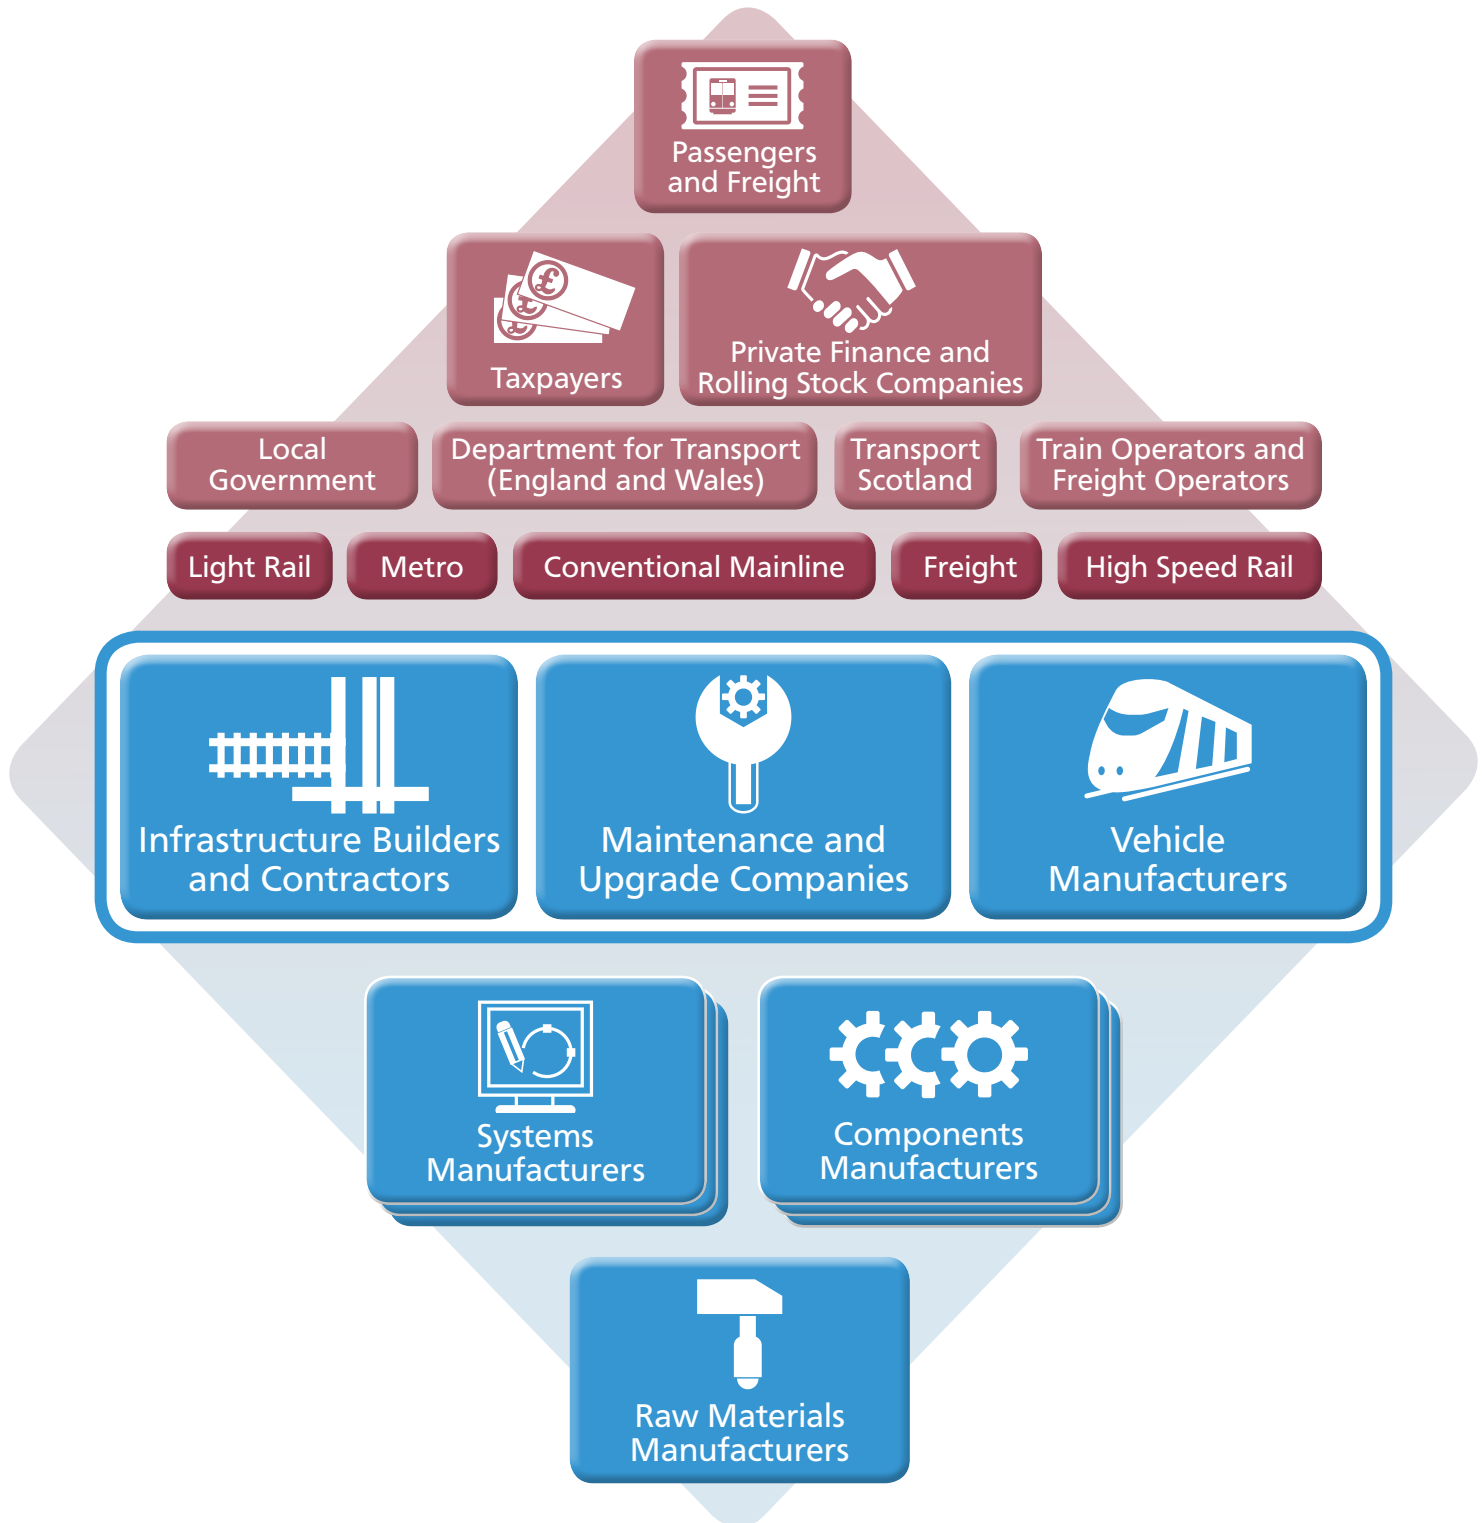 Passengers
and Freight
£
£
£
Taxpayers
Private Finance and
Rolling Stock Companies
Local
Government
Department for Transport
(England and Wales)
Transport
Scotland
Train Operators and
Freight Operators
Light Rail
Metro
Conventional Mainline
Freight
High Speed Rail
Infrastructure Builders
and Contractors
Maintenance and
Upgrade Companies
Vehicle
Manufacturers
Systems
Manufacturers
Components
Manufacturers
Raw Materials
Manufacturers